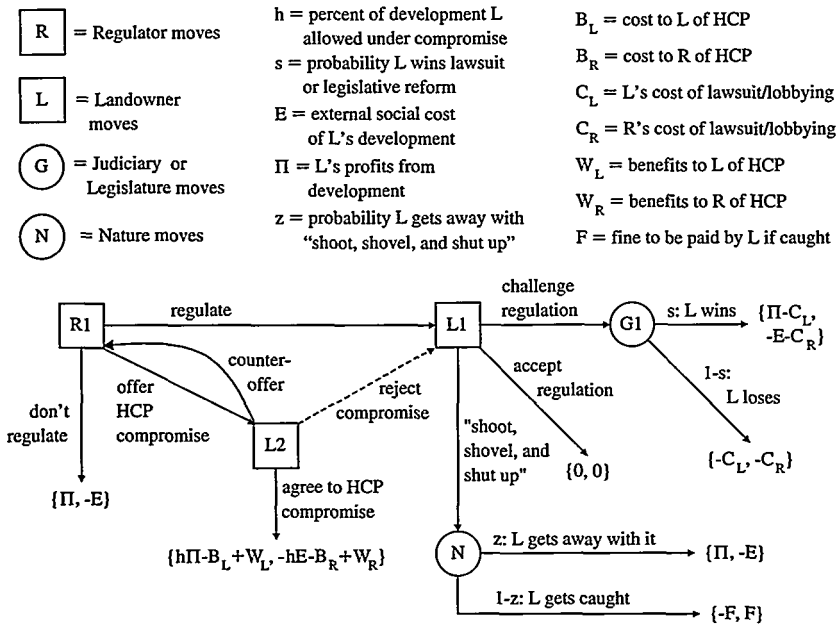 R = Regulator moves
L = Landowner
moves
G = Judiciary or
Legislature moves
N = Nature moves
h = percent of development L
allowed under compromise
s = probability L wins lawsuit
or legislative reform
E = external social cost
of L's development
Π = L's profits from
development
z = probability L gets away with
"shoot, shovel, and shut up"
B_L = cost to L of HCP
B_R = cost to R of HCP
C_L = L's cost of lawsuit/lobbying
C_R = R's cost of lawsuit/lobbying
W_L = benefits to L of HCP
W_R = benefits to R of HCP
F = fine to be paid by L if caught
R1
regulate
L1
challenge
regulation
G1
s: L wins
{Π-C_L,
-E-C_R}
1-s:
L loses
{-C_L, -C_R}
accept
regulation
{0, 0}
counter-
offer
offer
HCP
compromise
don't
regulate
{Π, -E}
L2
reject
compromise
agree to HCP
compromise
{hΠ-B_L+W_L, -hE-B_R+W_R}
"shoot,
shovel, and
shut up"
N
z: L gets away with it
{Π, -E}
1-z: L gets caught
{-F, F}